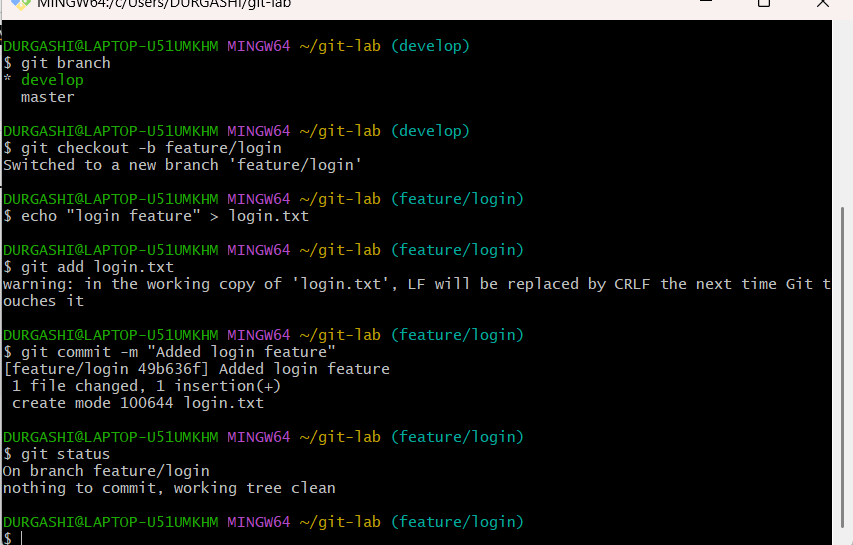 MINGW64:/c/Users/DURGASHI/git-lab
DURGASHI@LAPTOP-U51UMKHM MINGW64 ~/git-lab (develop)
$ git branch
* develop
  master
DURGASHI@LAPTOP-U51UMKHM MINGW64 ~/git-lab (develop)
$ git checkout -b feature/login
Switched to a new branch 'feature/login'
DURGASHI@LAPTOP-U51UMKHM MINGW64 ~/git-lab (feature/login)
$ echo "login feature" > login.txt
DURGASHI@LAPTOP-U51UMKHM MINGW64 ~/git-lab (feature/login)
$ git add login.txt
warning: in the working copy of 'login.txt', LF will be replaced by CRLF the next time Git t
ouches it
DURGASHI@LAPTOP-U51UMKHM MINGW64 ~/git-lab (feature/login)
$ git commit -m "Added login feature"
[feature/login 49b636f] Added login feature
 1 file changed, 1 insertion(+)
 create mode 100644 login.txt
DURGASHI@LAPTOP-U51UMKHM MINGW64 ~/git-lab (feature/login)
$ git status
On branch feature/login
nothing to commit, working tree clean
DURGASHI@LAPTOP-U51UMKHM MINGW64 ~/git-lab (feature/login)
$